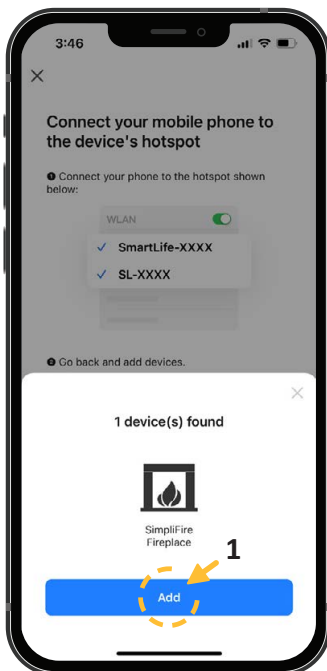 3:46
Connect your mobile phone to
the device's hotspot
❶ Connect your phone to the hotspot shown
below:
WLAN
SmartLife-XXXX
SL-XXXX
❷ Go back and add devices.
1 device(s) found
SimpliFire
Fireplace
1
Add